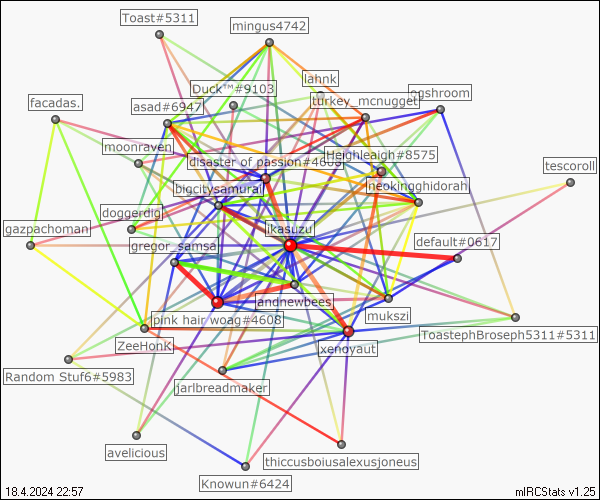 Toast#5311
mingus4742
lahnk
Duck™#9103
ogshroom
turkey_mcnugget
facadas.
asad#6947
moonraven
Heighleigh#8575
disaster of passion#4603
tescoroll
bigcitysamurai
neokingghidorah
doggerdig
gazpachoman
ikasuzu
gregor_samsa
default#0617
andnewbees
mukszi
pink hair woag#4608
ToastephBroseph5311#5311
ZeeHonk
xenoyaut
Random Stuf6#5983
jarlbreadmaker
avelicious
thiccusboiusalexusjoneus
Knowun#6424
18.4.2024 22:57
mIRCStats v1.25